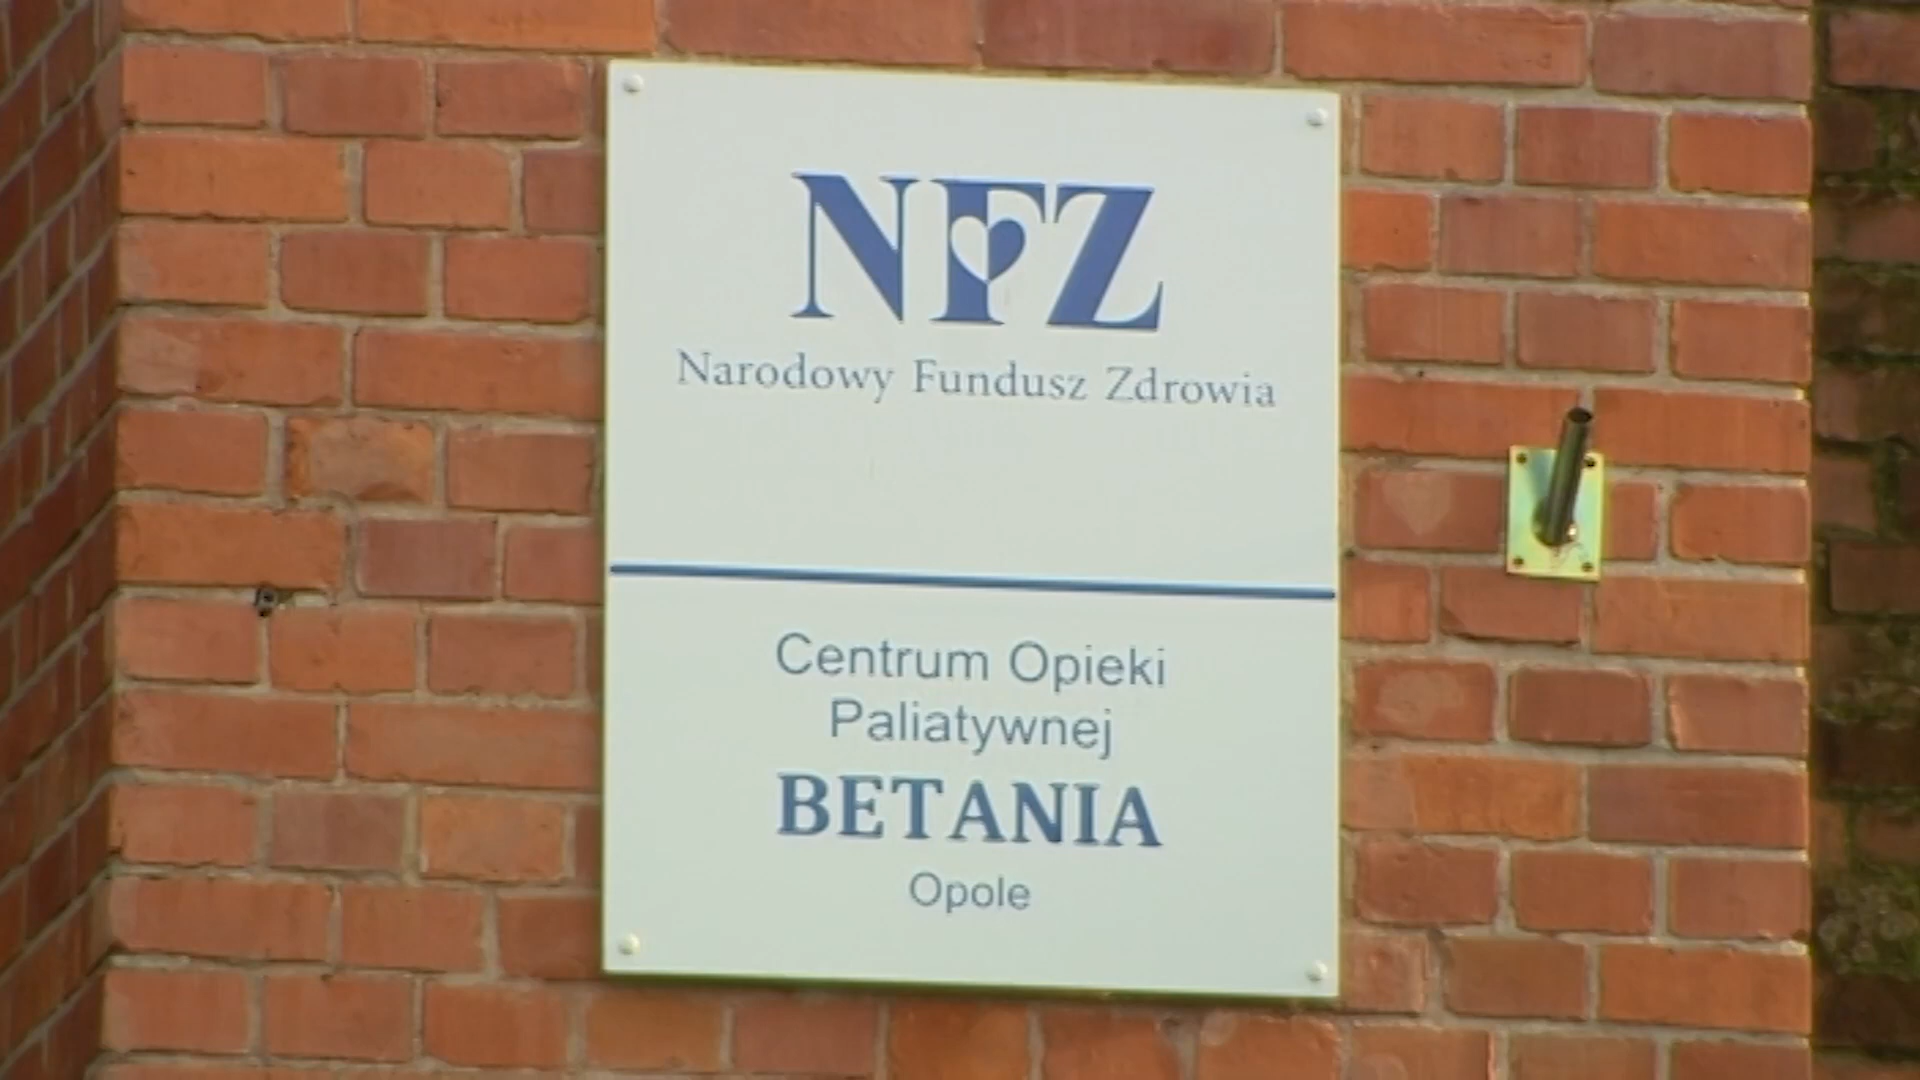 NFZ
Narodowy Fundusz Zdrowia
Centrum Opieki
Paliatywnej
BETANIA
Opole